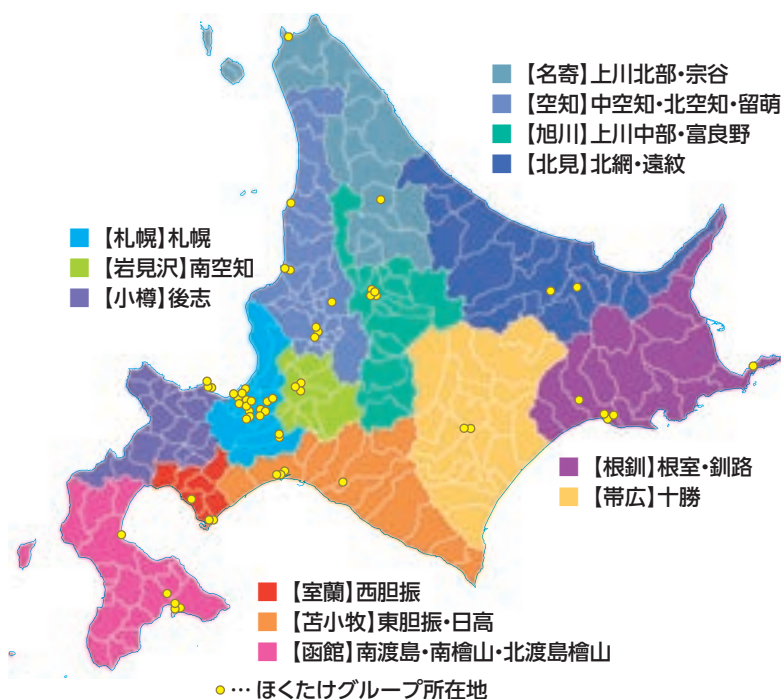 【名寄】上川北部・宗谷
【空知】中空知・北空知・留萌
【旭川】上川中部・富良野
【北見】北網・遠紋
【札幌】札幌
【岩見沢】南空知
【小樽】後志
【根釧】根室・釧路
【帯広】十勝
【室蘭】西胆振
【苫小牧】東胆振・日高
【函館】南渡島・南檜山・北渡島檜山
… ほくたけグループ所在地